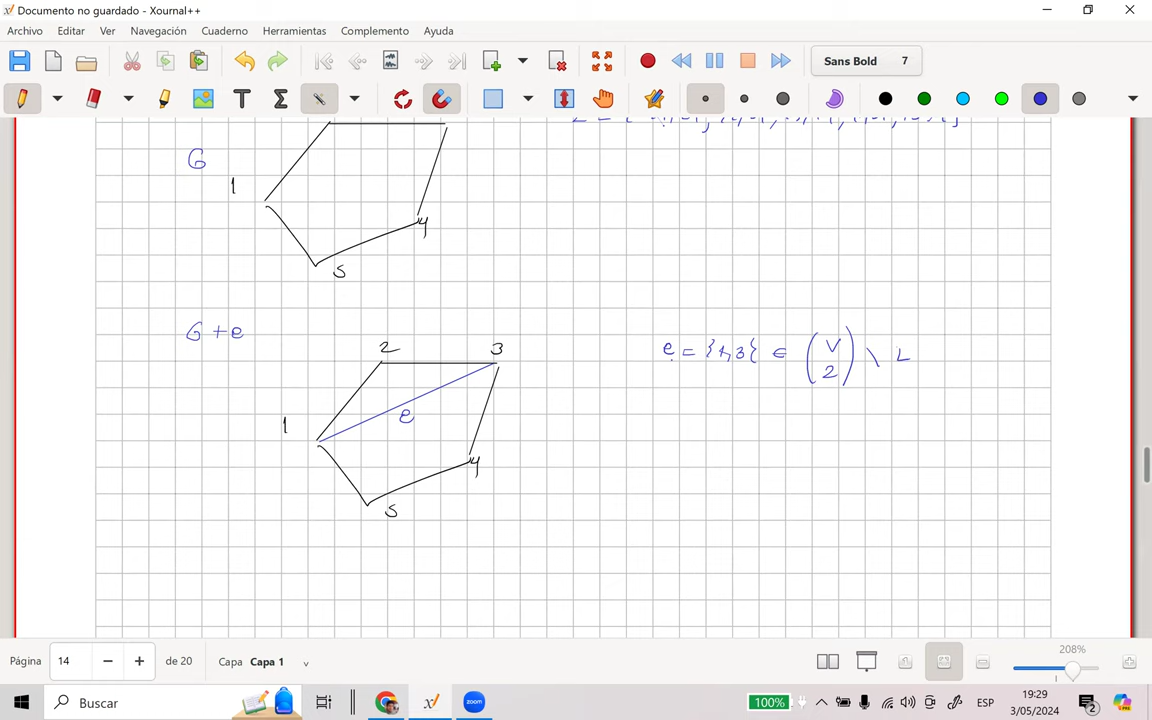 Documento no guardado - Xournal++
Archivo Editar Ver Navegación Cuaderno Herramientas Complemento Ayuda
Sans Bold 7
G
1
4
5
G + e
2 3
e = {1,3} ∈ (V 2) \ L
1 e
4
5
Página 14 de 20 Capa Capa 1
208%
Buscar
100% ESP 19:29
3/05/2024 2